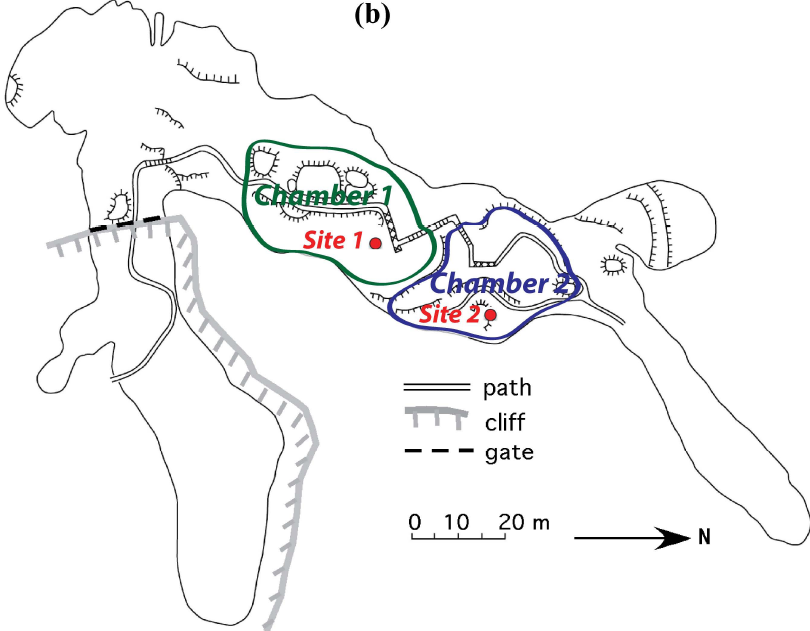 (b)
Chamber 1
Site 1
Chamber 2
Site 2
path
cliff
gate
0 10 20 m
N